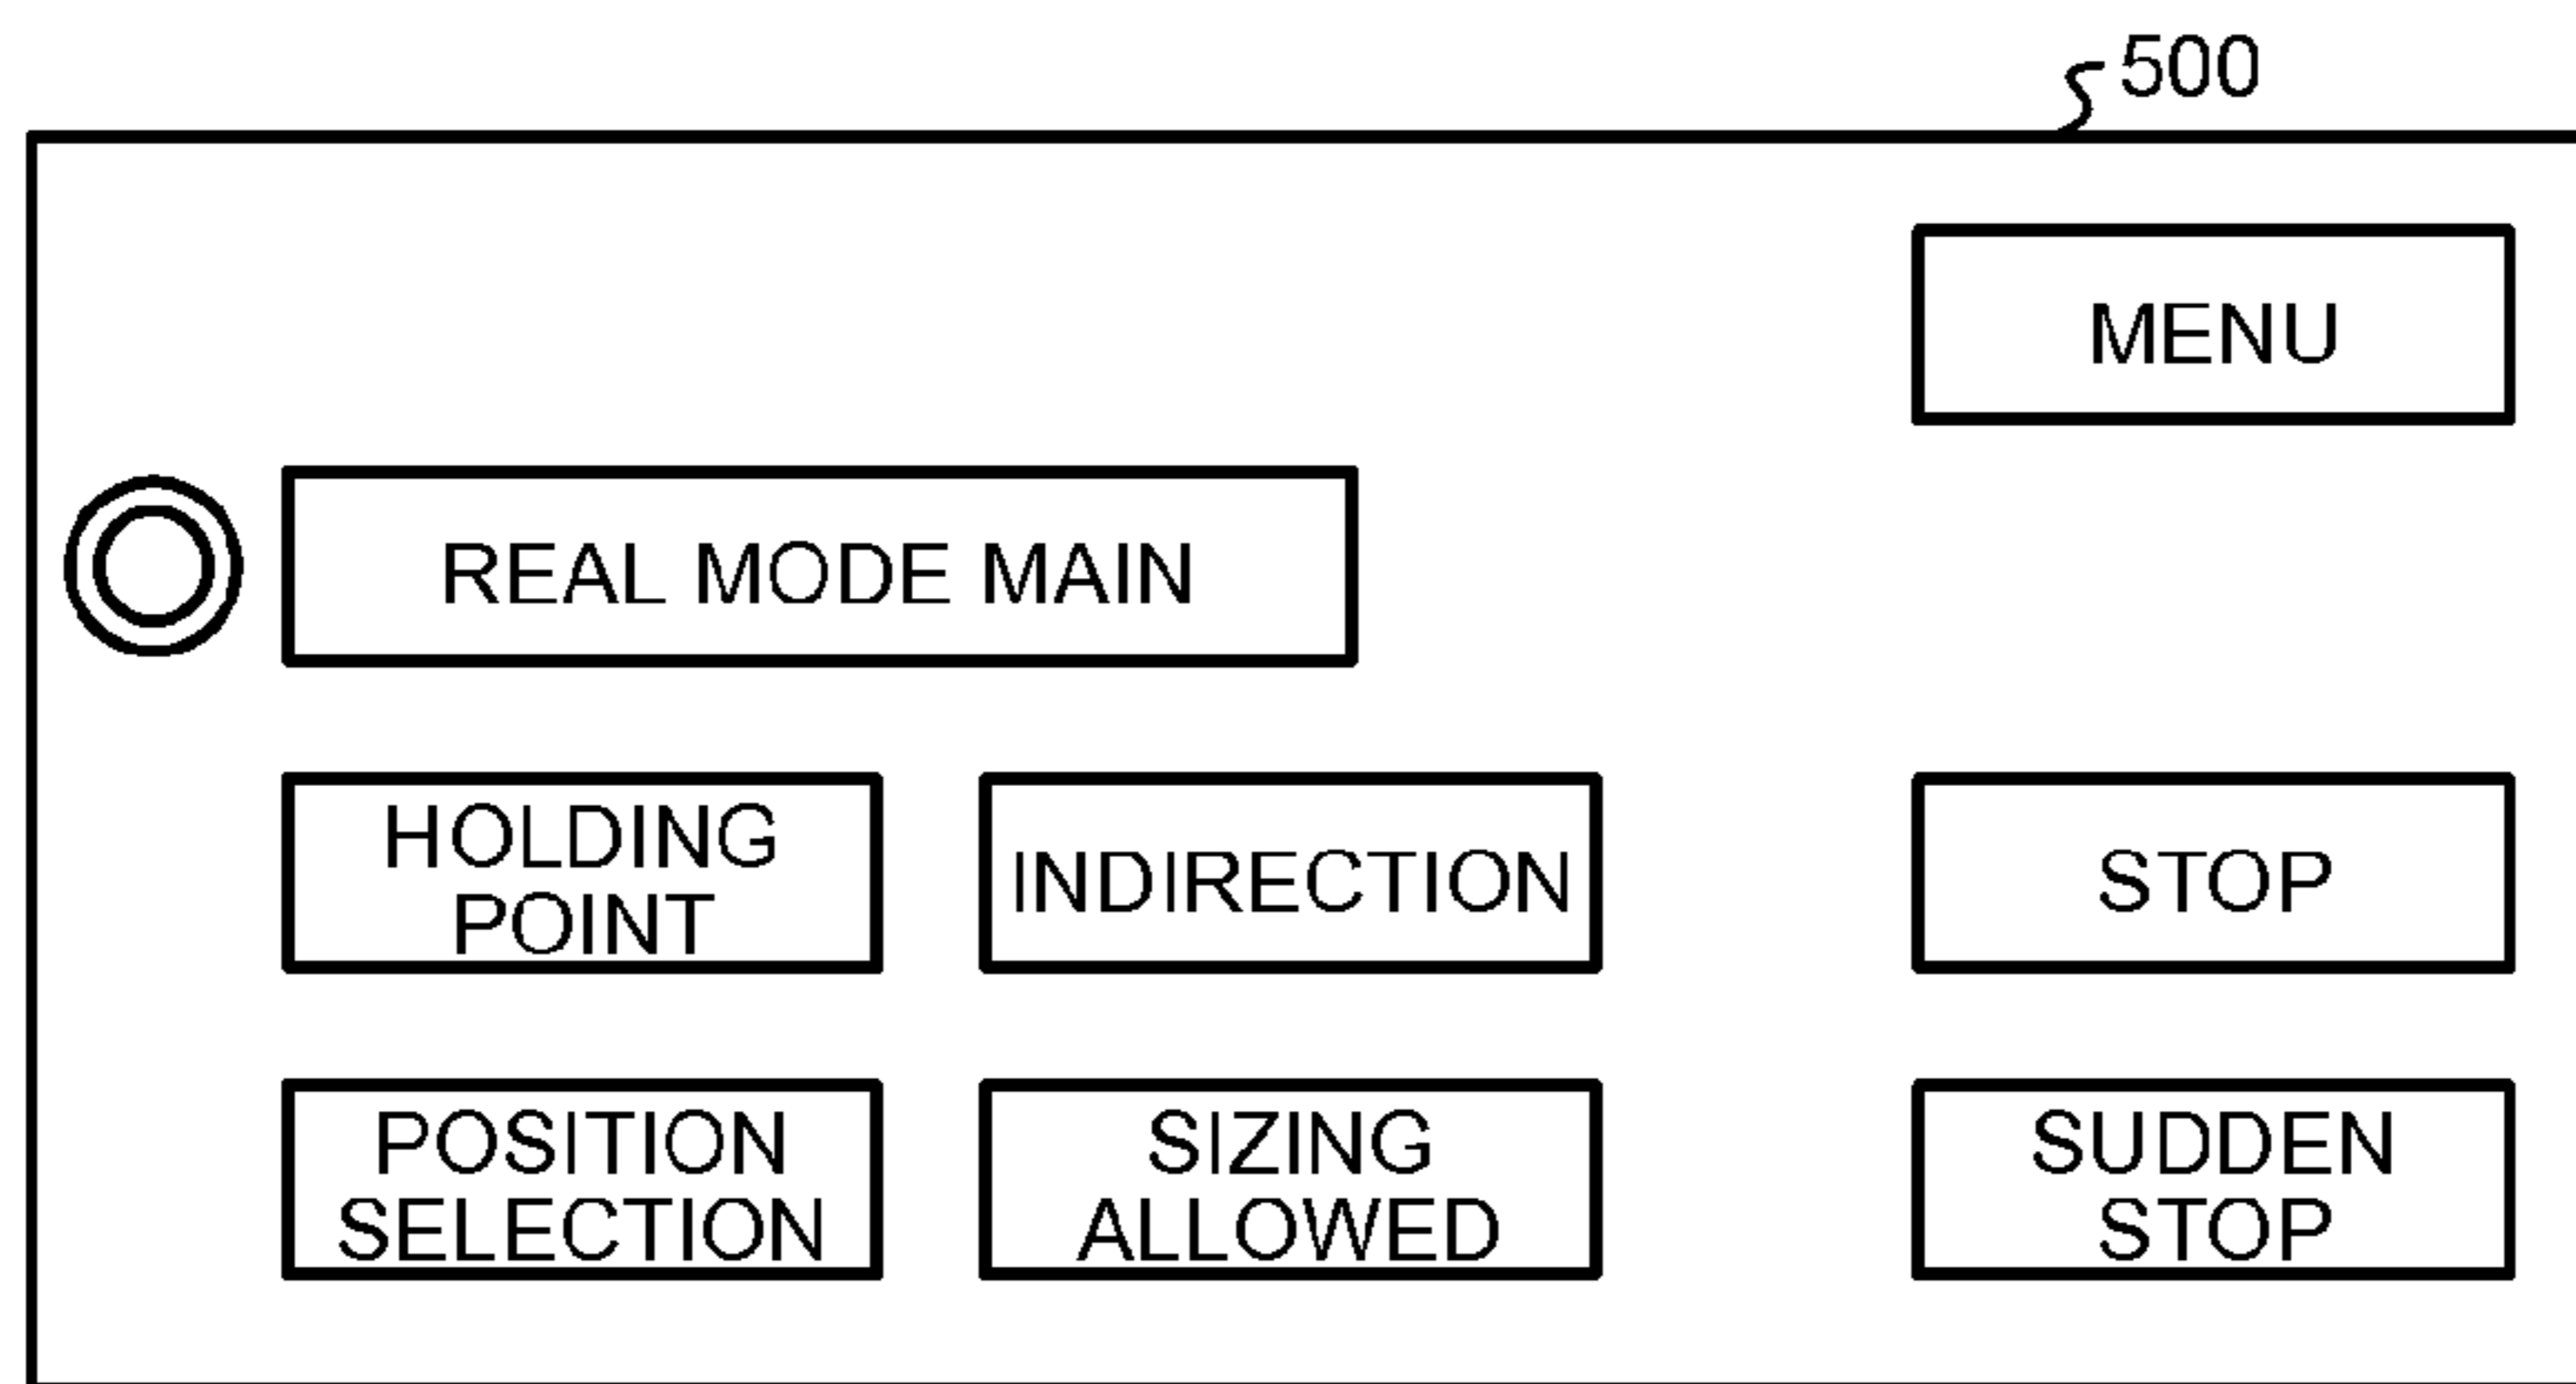 500
MENU
REAL MODE MAIN
HOLDING
POINT
INDIRECTION
STOP
POSITION
SELECTION
SIZING
ALLOWED
SUDDEN
STOP